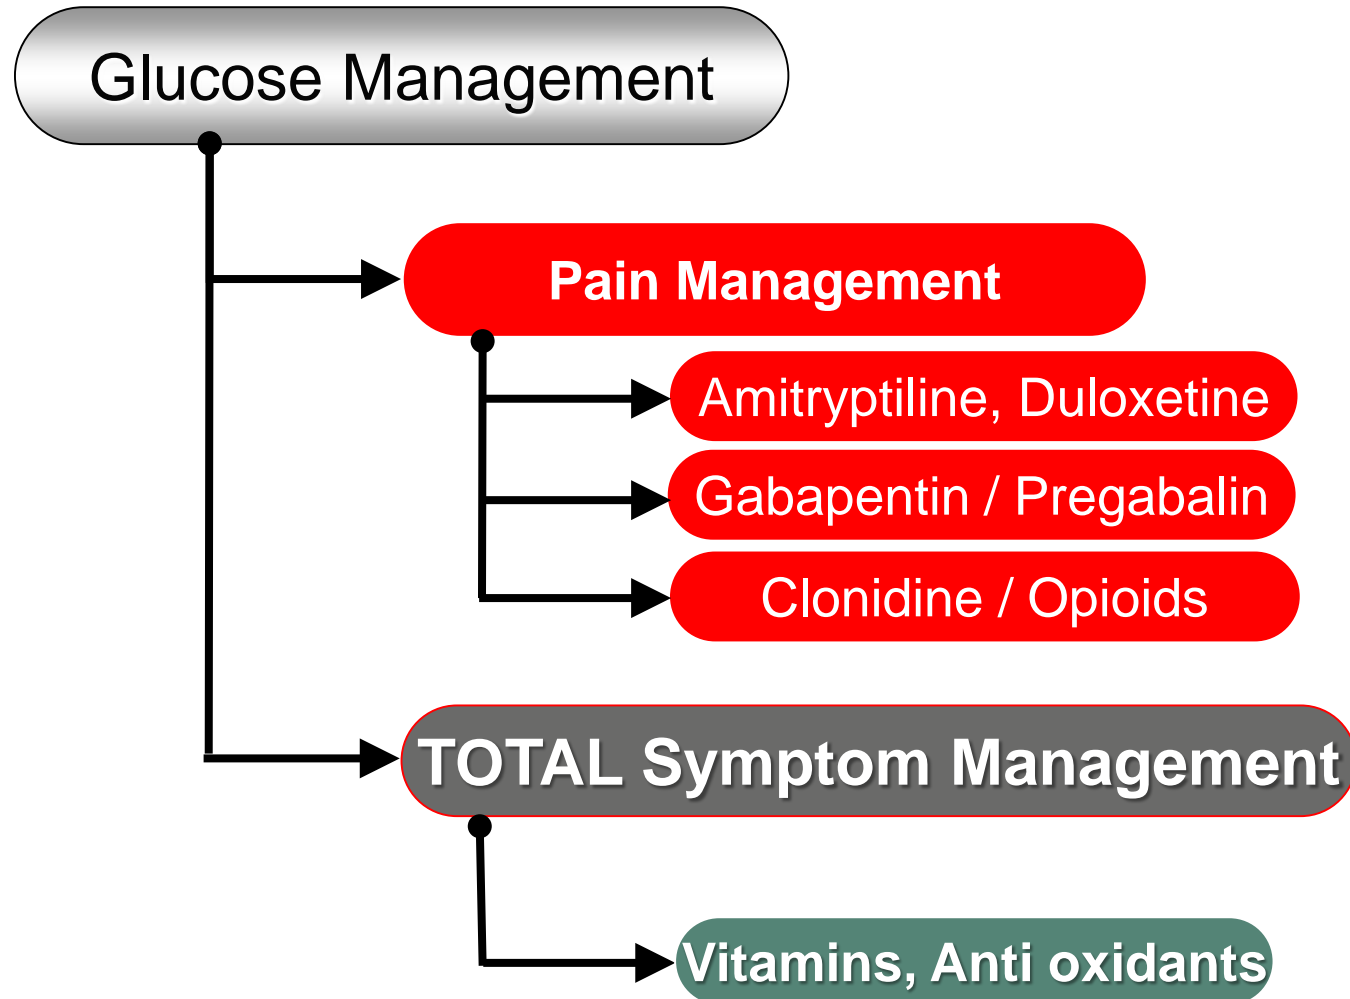 Glucose Management
Pain Management
Amitryptiline, Duloxetine
Gabapentin / Pregabalin
Clonidine / Opioids
TOTAL Symptom Management
Vitamins, Anti oxidants